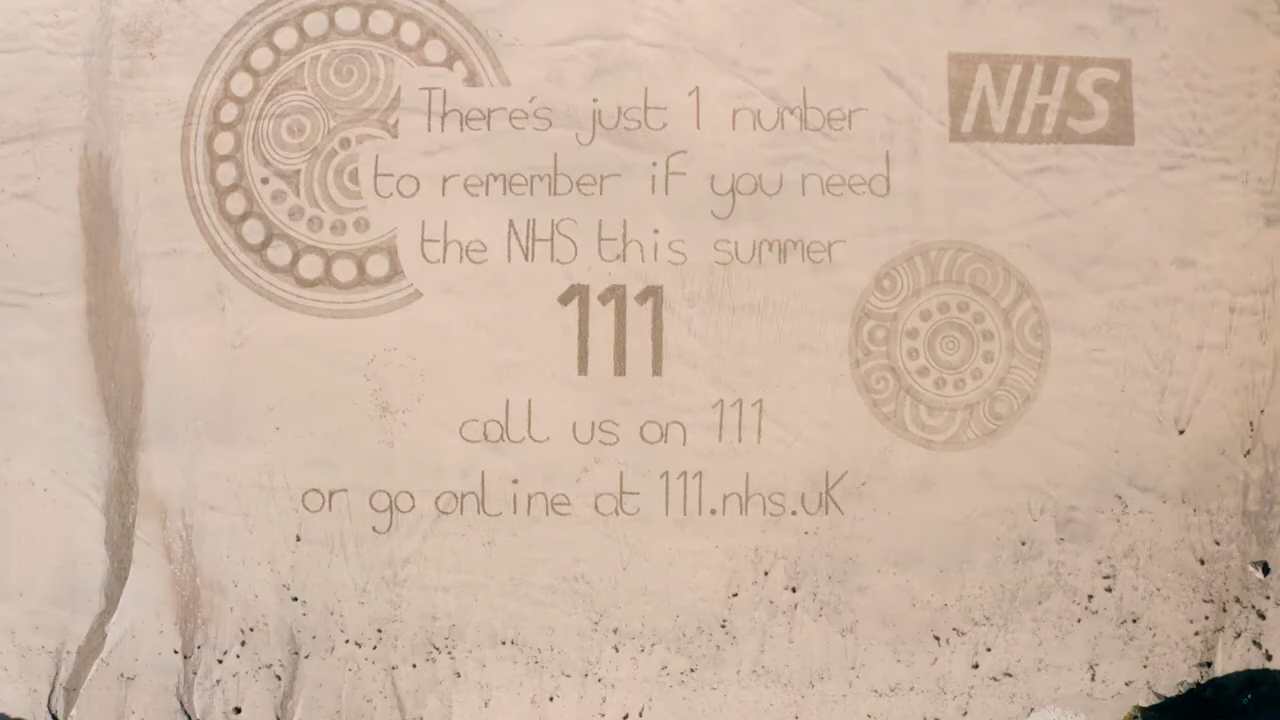 There's just 1 number
to remember if you need
the NHS this summer
111
call us on 111
or go online at 111.nhs.uk
NHS